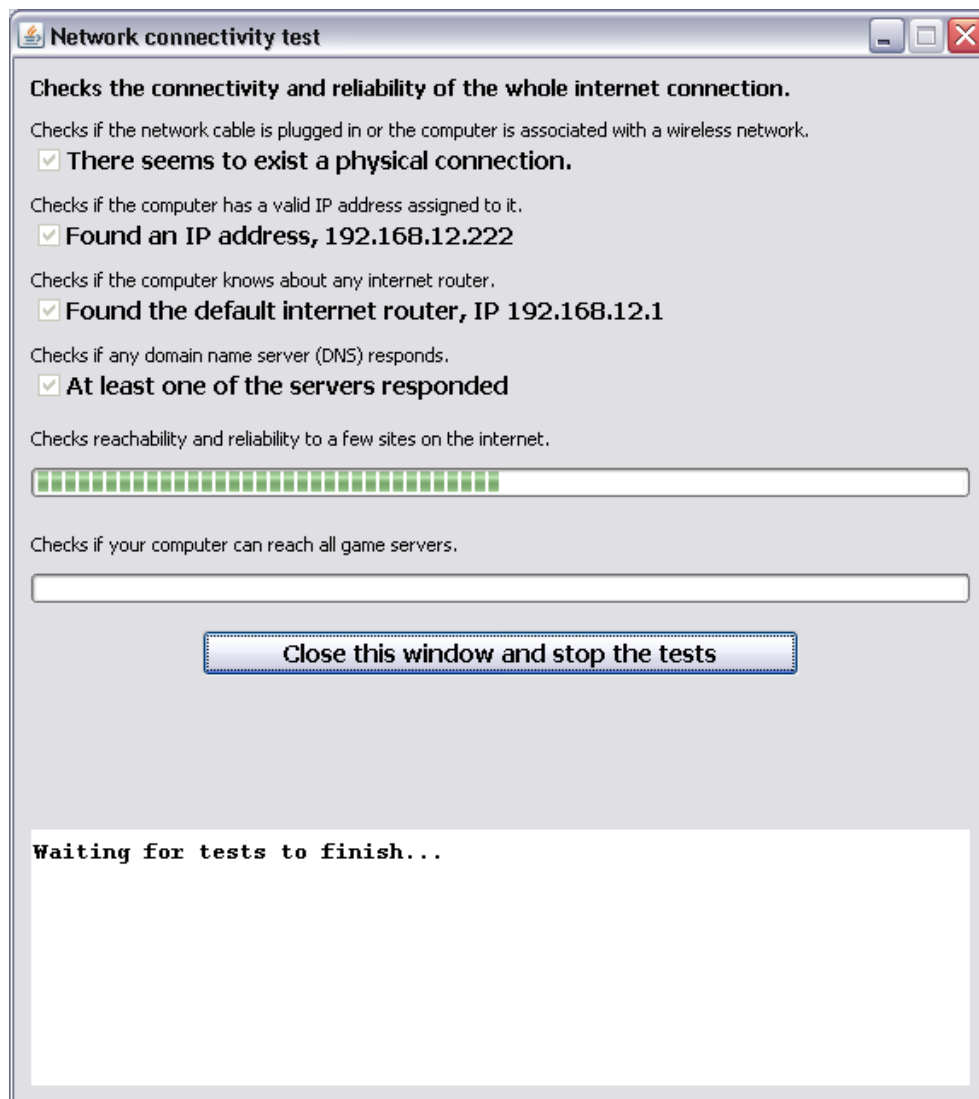 Network connectivity test
Checks the connectivity and reliability of the whole internet connection.
Checks if the network cable is plugged in or the computer is associated with a wireless network.
There seems to exist a physical connection.
Checks if the computer has a valid IP address assigned to it.
Found an IP address, 192.168.12.222
Checks if the computer knows about any internet router.
Found the default internet router, IP 192.168.12.1
Checks if any domain name server (DNS) responds.
At least one of the servers responded
Checks reachability and reliability to a few sites on the internet.
Checks if your computer can reach all game servers.
Close this window and stop the tests
Waiting for tests to finish...